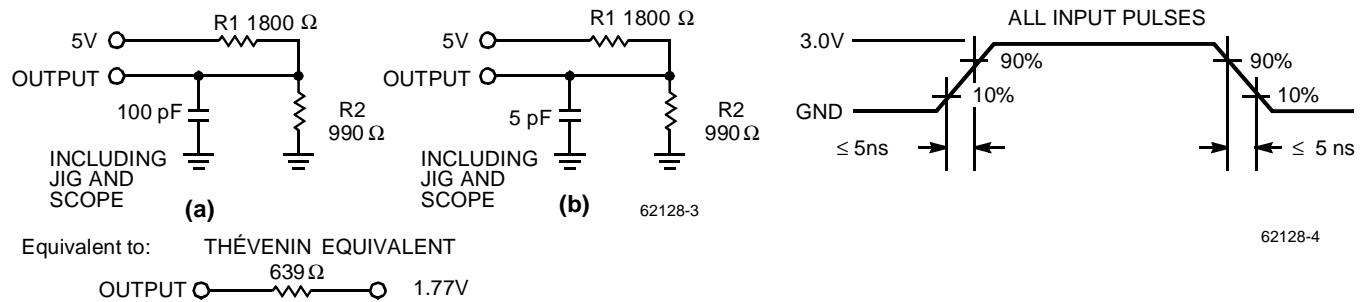 R1 1800 Ω
5V
OUTPUT
100 pF
R2
990 Ω
INCLUDING
JIG AND
SCOPE
(a)
R1 1800 Ω
5V
OUTPUT
5 pF
R2
990 Ω
INCLUDING
JIG AND
SCOPE
(b)
62128-3
ALL INPUT PULSES
3.0V
90%
90%
10%
10%
GND
≤ 5ns
≤ 5 ns
62128-4
Equivalent to: THÉVENIN EQUIVALENT
639 Ω
OUTPUT
1.77V